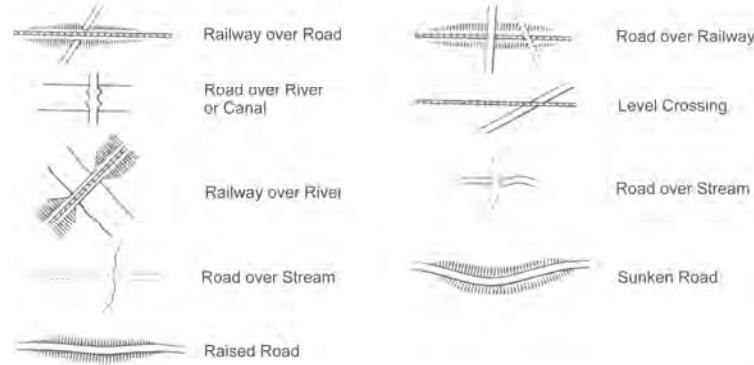 Railway over Road
Road over River
or Canal
Railway over River
Road over Stream
Raised Road
Road over Railway
Level Crossing
Road over Stream
Sunken Road